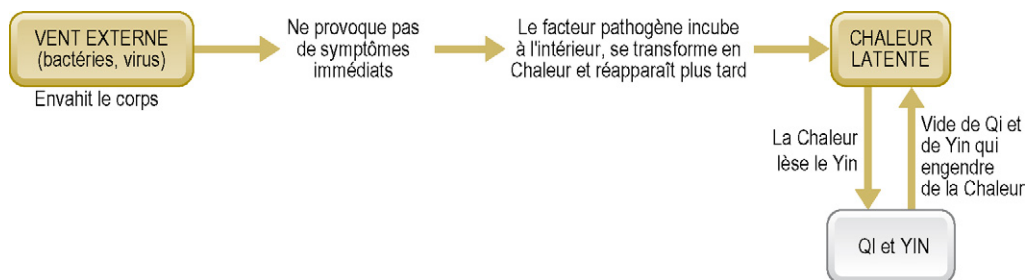 VENT EXTERNE
(bactéries, virus)
Envahit le corps
Ne provoque pas
de symptômes
immédiats
Le facteur pathogène incube
à l'intérieur, se transforme en
Chaleur et réapparaît plus tard
CHALEUR
LATENTE
La Chaleur
lèse le Yin
Vide de Qi et
de Yin qui
engendre
de la Chaleur
QI et YIN